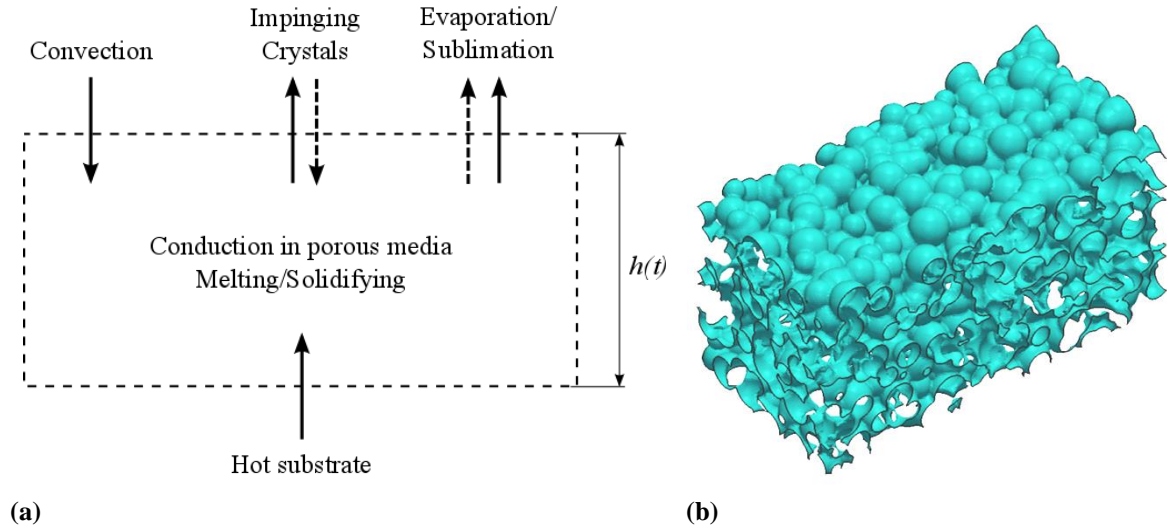 Convection
Impinging
Crystals
Evaporation/
Sublimation
Conduction in porous media
Melting/Solidifying
h(t)
Hot substrate
(a)
(b)